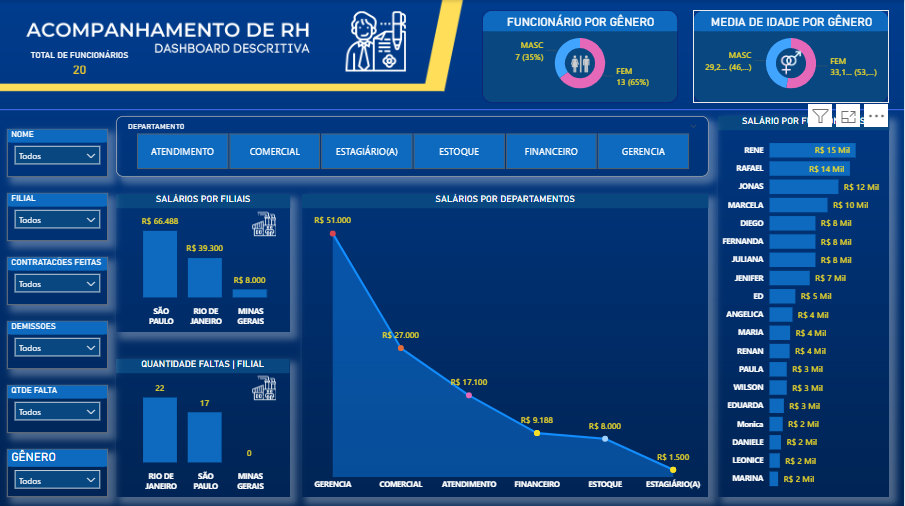 ACOMPANHAMENTO DE RH
DASHBOARD DESCRITIVA
TOTAL DE FUNCIONÁRIOS
20
FUNCIONÁRIO POR GÊNERO
MASC
7 (35%)
FEM
13 (65%)
MEDIA DE IDADE POR GÊNERO
MASC
29,2... (46,...)
FEM
33,1... (53,...)
NOME
Todos
FILIAL
Todos
CONTRATAÇÕES FEITAS
Todos
DEMISSOES
Todos
QTDE FALTA
Todos
GÊNERO
Todos
DEPARTAMENTO
ATENDIMENTO
COMERCIAL
ESTAGIÁRIO(A)
ESTOQUE
FINANCEIRO
GERENCIA
SALÁRIOS POR FILIAIS
R$ 66.488
R$ 39.300
R$ 8.000
SÃO PAULO
RIO DE JANEIRO
MINAS GERAIS
QUANTIDADE FALTAS | FILIAL
22
17
0
RIO DE JANEIRO
SÃO PAULO
MINAS GERAIS
SALÁRIOS POR DEPARTAMENTOS
R$ 51.000
R$ 27.000
R$ 17.100
R$ 9.188
R$ 8.000
R$ 1.500
GERENCIA
COMERCIAL
ATENDIMENTO
FINANCEIRO
ESTOQUE
ESTAGIÁRIO(A)
SALÁRIO POR
RENE R$ 15 Mil
RAFAEL R$ 14 Mil
JONAS R$ 12 Mil
MARCELA R$ 10 Mil
DIEGO R$ 8 Mil
FERNANDA R$ 8 Mil
JULIANA R$ 8 Mil
JENIFER R$ 7 Mil
ED R$ 5 Mil
ANGELICA R$ 4 Mil
MARIA R$ 4 Mil
RENAN R$ 4 Mil
PAULA R$ 3 Mil
WILSON R$ 3 Mil
EDUARDA R$ 3 Mil
Monica R$ 2 Mil
DANIELE R$ 2 Mil
LEONICE R$ 2 Mil
MARINA R$ 2 Mil